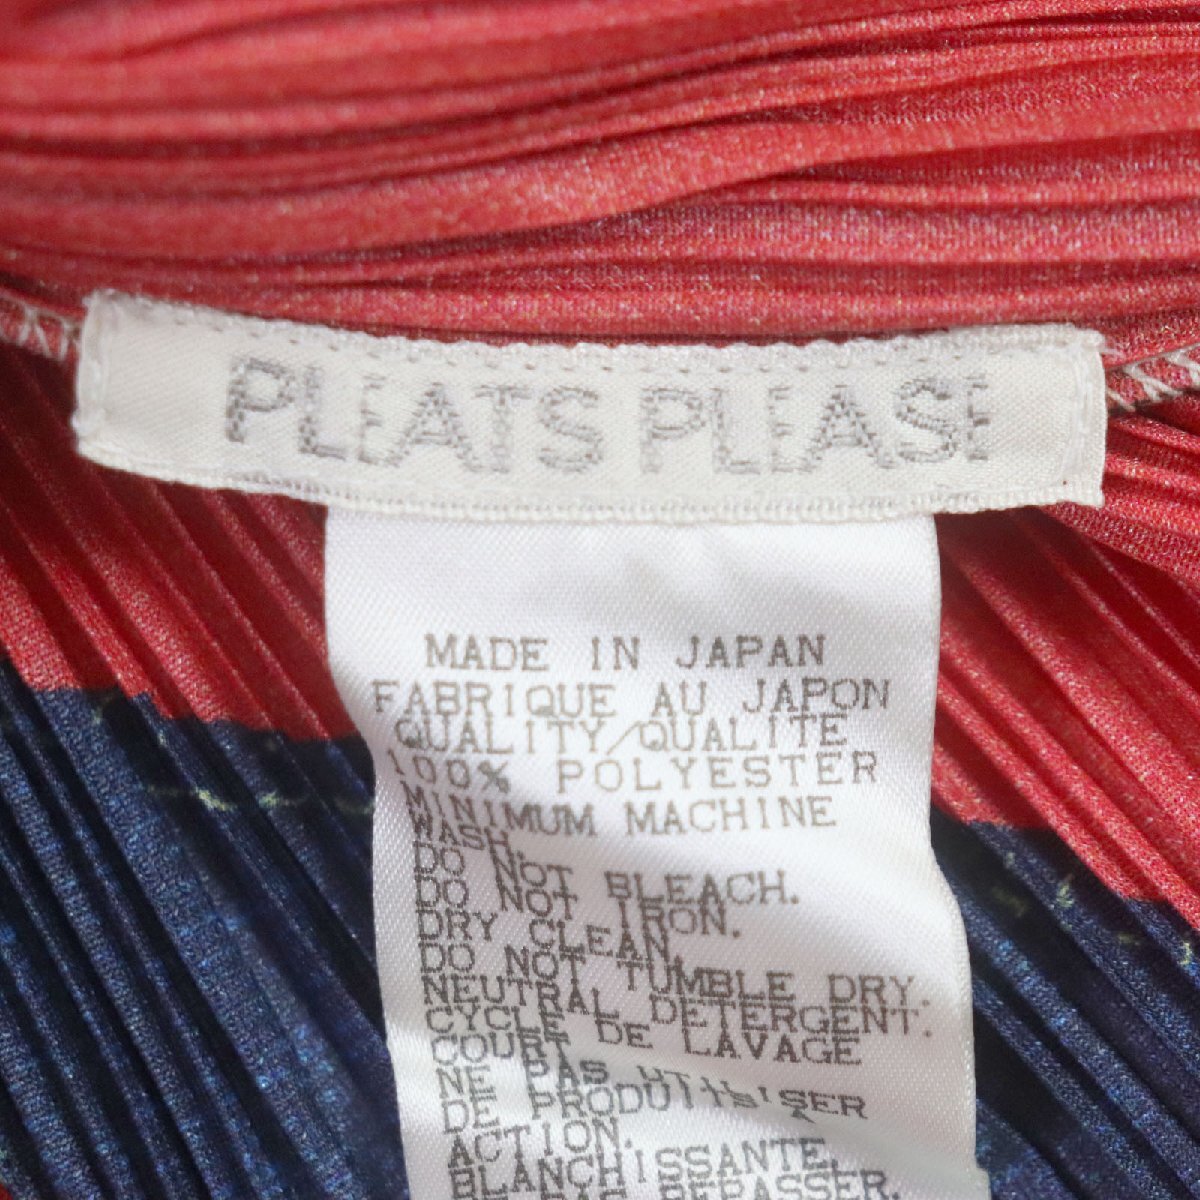 PLEATS PLEASE
MADE IN JAPAN
FABRIQUE AU JAPON
QUALITY/QUALITE
100% POLYESTER
MINIMUM MACHINE
WASH.
DO NOT BLEACH.
DO NOT IRON.
DRY CLEAN.
DO NOT TUMBLE DRY.
NEUTRAL DETERGENT.
CYCLE DE LAVAGE
COURT
NE PAS UTILISER
DE PRODUITS
ACTION.
BLANCHISSANTE.
PAS REPASSER.